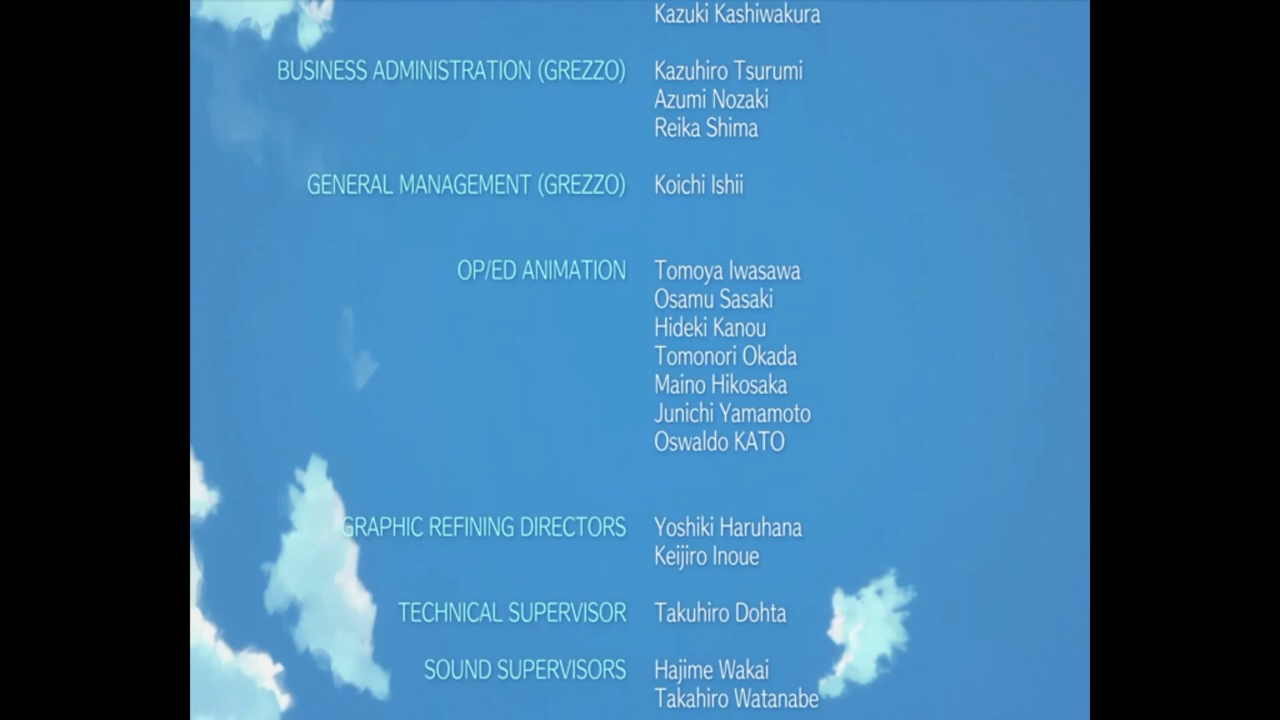 Kazuki Kashiwakura
BUSINESS ADMINISTRATION (GREZZO) Kazuhiro Tsurumi
Azumi Nozaki
Reika Shima
GENERAL MANAGEMENT (GREZZO) Koichi Ishii
OP/ED ANIMATION Tomoya Iwasawa
Osamu Sasaki
Hideki Kanou
Tomonori Okada
Maino Hikosaka
Junichi Yamamoto
Oswaldo KATO
GRAPHIC REFINING DIRECTORS Yoshiki Haruhana
Keijiro Inoue
TECHNICAL SUPERVISOR Takuhiro Dohta
SOUND SUPERVISORS Hajime Wakai
Takahiro Watanabe